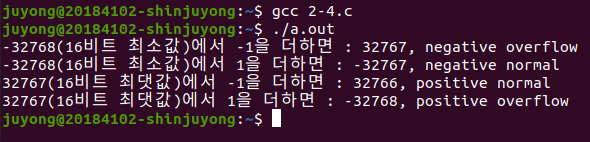 juyong@20184102-shinjuyong:~$ gcc 2-4.c
juyong@20184102-shinjuyong:~$ ./a.out
-32768(16비트 최소값)에서 -1을 더하면 : 32767, negative overflow
-32768(16비트 최소값)에서 1을 더하면 : -32767, negative normal
32767(16비트 최댓값)에서 -1을 더하면 : 32766, positive normal
32767(16비트 최댓값)에서 1을 더하면 : -32768, positive overflow
juyong@20184102-shinjuyong:~$